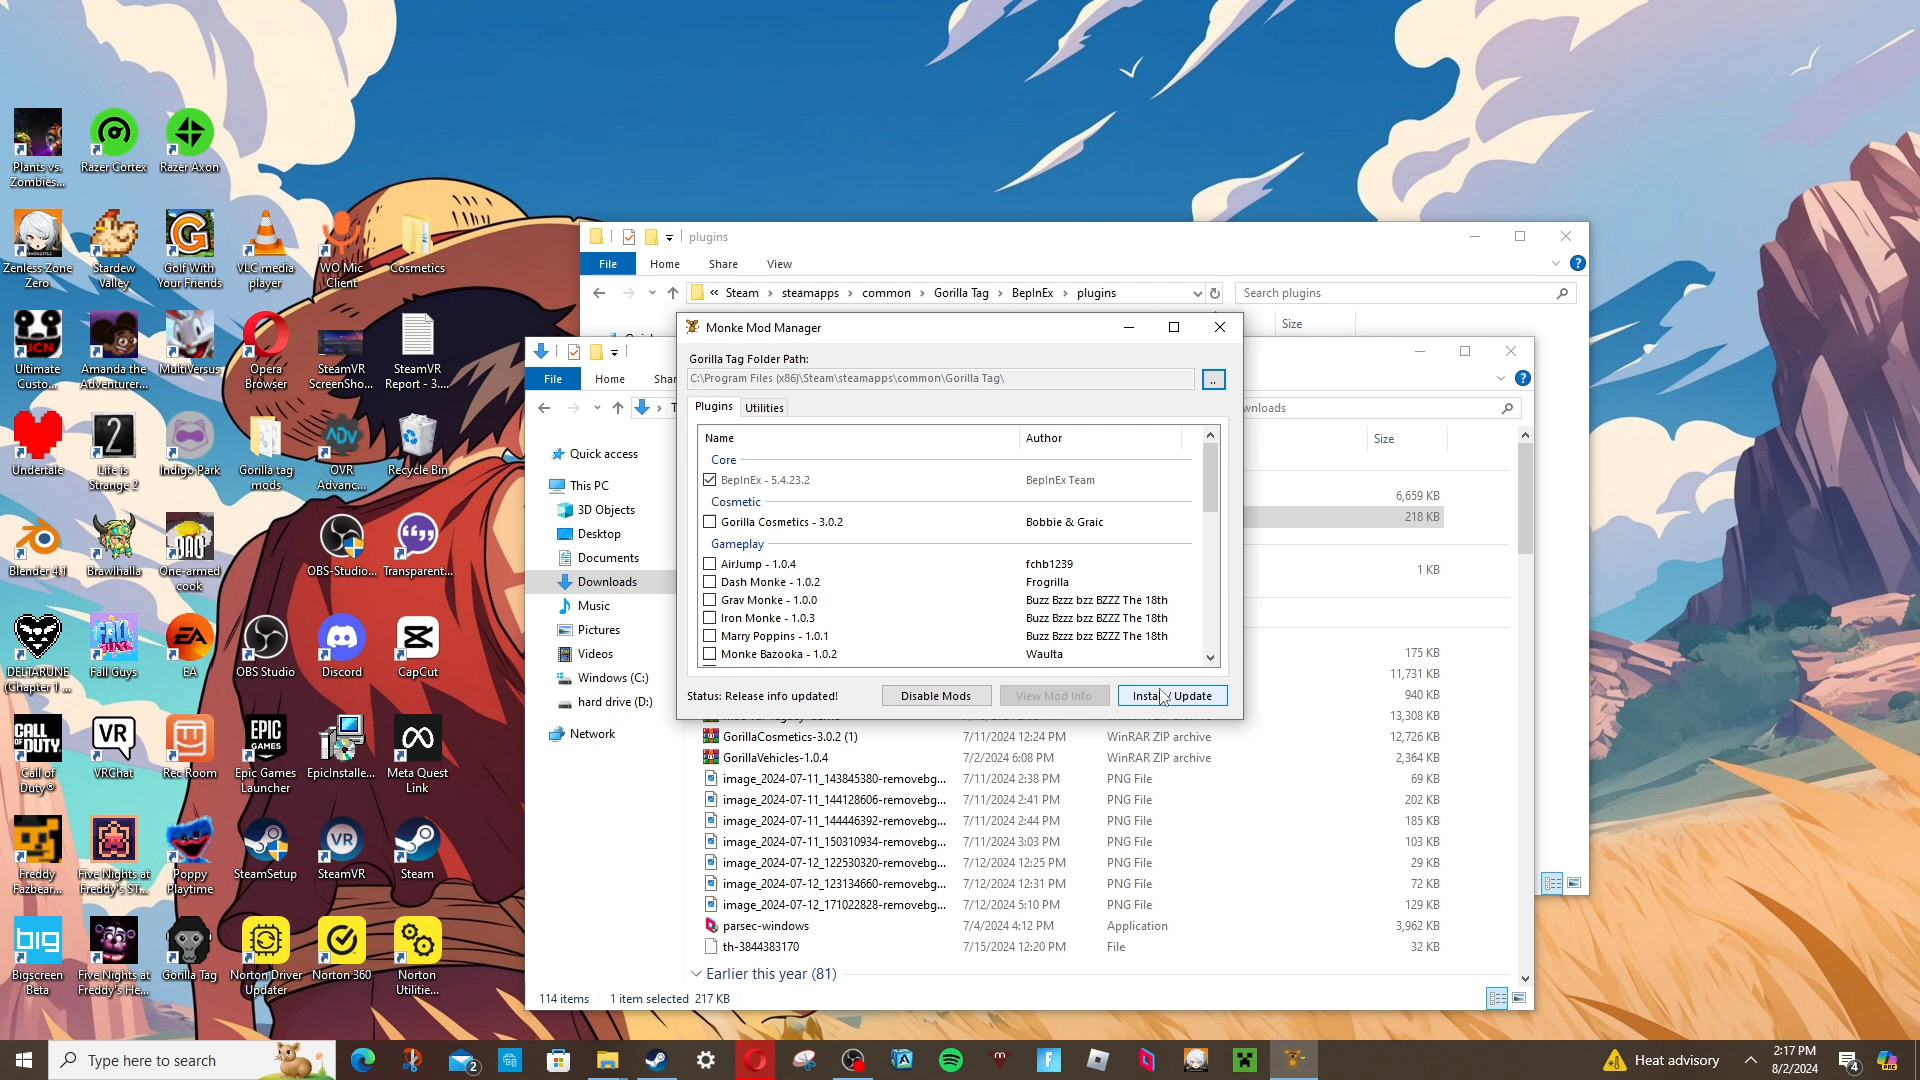 Plants vs. Zombies...
Razer Cortex
Razer Axon
Zenless Zone Zero
Stardew Valley
Golf With Your Friends
VLC media player
WO Mic Client
Cosmetics
Ultimate Custo...
Amanda the Adventurer...
MultiVersus
Opera Browser
SteamVR ScreenSho...
SteamVR Report - 3....
Undertale
Life is Strange 2
Indigo Park
Gorilla tag mods
OVR Advanc...
Recycle Bin
Blender 4.1
Brawlhalla
One-armed cook
OBS-Studio...
Transparent...
DELTARUNE (Chapter 1 ...
Fall Guys
EA
OBS Studio
Discord
CapCut
Call of Duty®
VRChat
Rec Room
Epic Games Launcher
EpicInstalle...
Meta Quest Link
Freddy Fazbear...
Five Nights at Freddy's ST...
Poppy Playtime
SteamSetup
SteamVR
Steam
Bigscreen Beta
Five Nights at Freddy's He...
Gorilla Tag
Norton Driver Updater
Norton 360
Norton Utilitie...
plugins
File Home Share View
« Steam › steamapps › common › Gorilla Tag › BepInEx › plugins
Search plugins
Size
File Home
Size
Quick access
This PC
3D Objects
Desktop
Documents
Downloads
Music
Pictures
Videos
Windows (C:)
hard drive (D:)
Network
Monke Mod Manager
Gorilla Tag Folder Path:
C:\Program Files (x86)\Steam\steamapps\common\Gorilla Tag\
..
Plugins Utilities
Name Author
Core
BepInEx - 5.4.23.2 BepInEx Team
Cosmetic
Gorilla Cosmetics - 3.0.2 Bobbie & Graic
Gameplay
AirJump - 1.0.4 fchb1239
Dash Monke - 1.0.2 Frogrilla
Grav Monke - 1.0.0 Buzz Bzzz bzz BZZZ The 18th
Iron Monke - 1.0.3 Buzz Bzzz bzz BZZZ The 18th
Marry Poppins - 1.0.1 Buzz Bzzz bzz BZZZ The 18th
Monke Bazooka - 1.0.2 Waulta
Status: Release info updated!
Disable Mods
View Mod Info
Install / Update
6,659 KB
218 KB
1 KB
175 KB
11,731 KB
940 KB
13,308 KB
GorillaCosmetics-3.0.2 (1) 7/11/2024 12:24 PM WinRAR ZIP archive 12,726 KB
GorillaVehicles-1.0.4 7/2/2024 6:08 PM WinRAR ZIP archive 2,364 KB
image_2024-07-11_143845380-removebg... 7/11/2024 2:38 PM PNG File 69 KB
image_2024-07-11_144128606-removebg... 7/11/2024 2:41 PM PNG File 202 KB
image_2024-07-11_144446392-removebg... 7/11/2024 2:44 PM PNG File 185 KB
image_2024-07-11_150310934-removebg... 7/11/2024 3:03 PM PNG File 103 KB
image_2024-07-12_122530320-removebg... 7/12/2024 12:25 PM PNG File 29 KB
image_2024-07-12_123134660-removebg... 7/12/2024 12:31 PM PNG File 72 KB
image_2024-07-12_171022828-removebg... 7/12/2024 5:10 PM PNG File 129 KB
parsec-windows 7/4/2024 4:12 PM Application 3,962 KB
th-3844383170 7/15/2024 12:20 PM File 32 KB
Earlier this year (81)
114 items 1 item selected 217 KB
Type here to search
2
Heat advisory
2:17 PM
8/2/2024
4